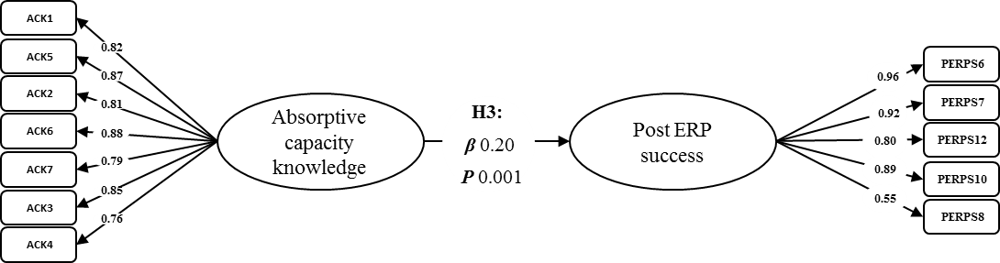 ACK1
ACK5
ACK2
ACK6
ACK7
ACK3
ACK4
0.82
0.87
0.81
0.88
0.79
0.85
0.76
Absorptive
capacity
knowledge
H3:
β 0.20
P 0.001
Post ERP
success
0.96
0.92
0.80
0.89
0.55
PERPS6
PERPS7
PERPS12
PERPS10
PERPS8